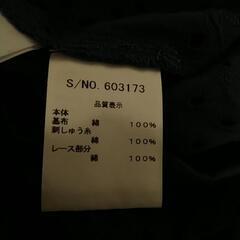 S/NO. 603173
品質表示
本体
基布 綿 100%
刺しゅう糸
綿 100%
レース部分
綿 100%